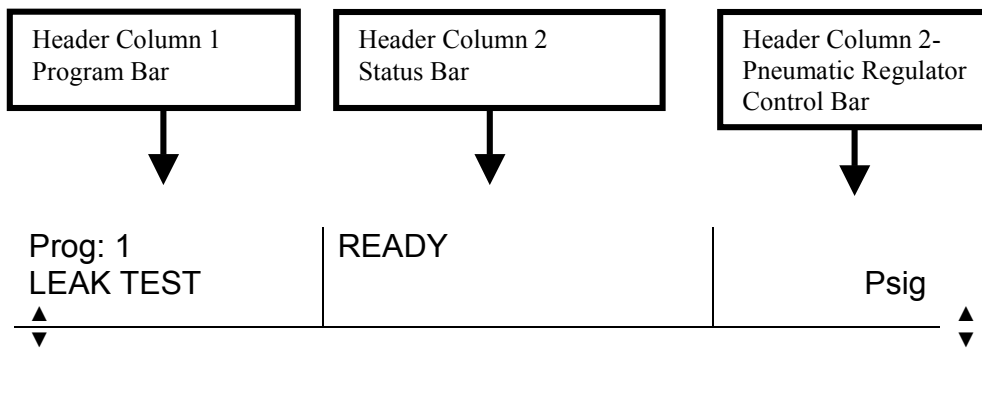 Header Column 1
Program Bar
Header Column 2
Status Bar
Header Column 2-
Pneumatic Regulator
Control Bar
Prog: 1
LEAK TEST
READY
Psig